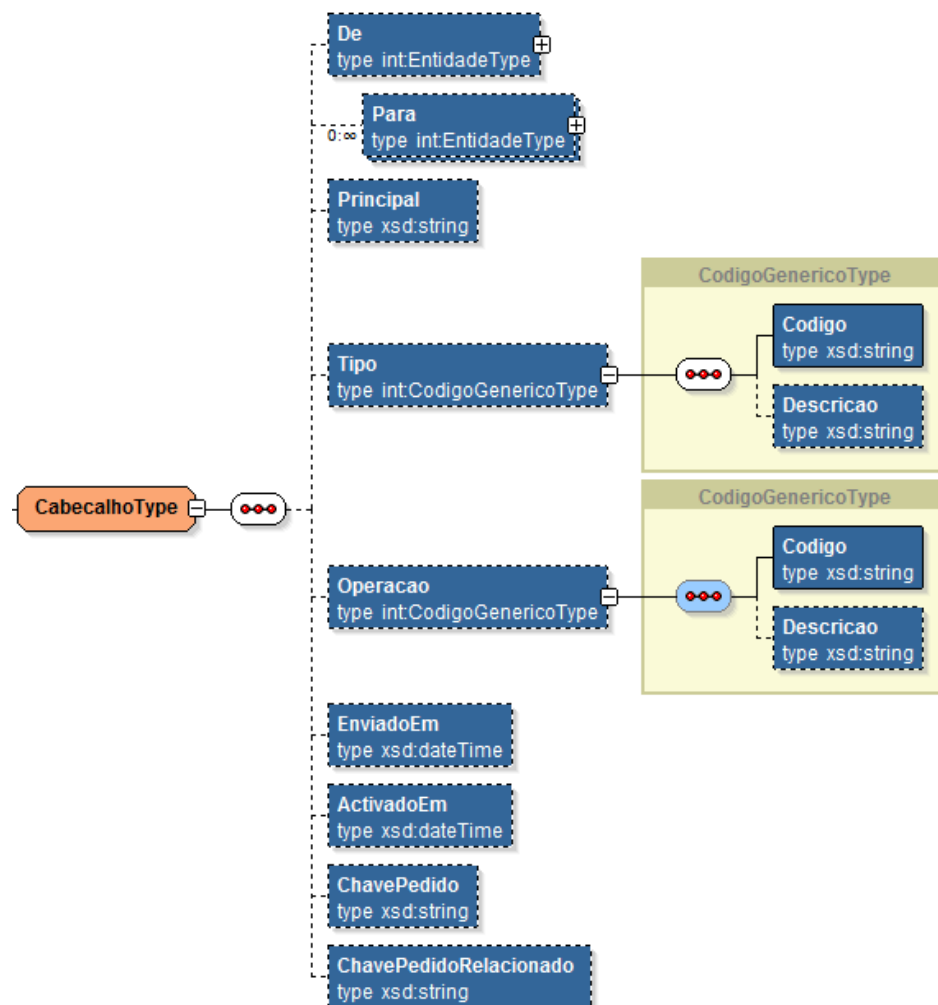 De
type int:EntidadeType
Para
0:∞
type int:EntidadeType
Principal
type xsd:string
CodigoGenericoType
Codigo
type xsd:string
Tipo
type int:CodigoGenericoType
Descricao
type xsd:string
CodigoGenericoType
CabecalhoType
Codigo
type xsd:string
Operacao
type int:CodigoGenericoType
Descricao
type xsd:string
EnviadoEm
type xsd:dateTime
ActivadoEm
type xsd:dateTime
ChavePedido
type xsd:string
ChavePedidoRelacionado
type xsd:string